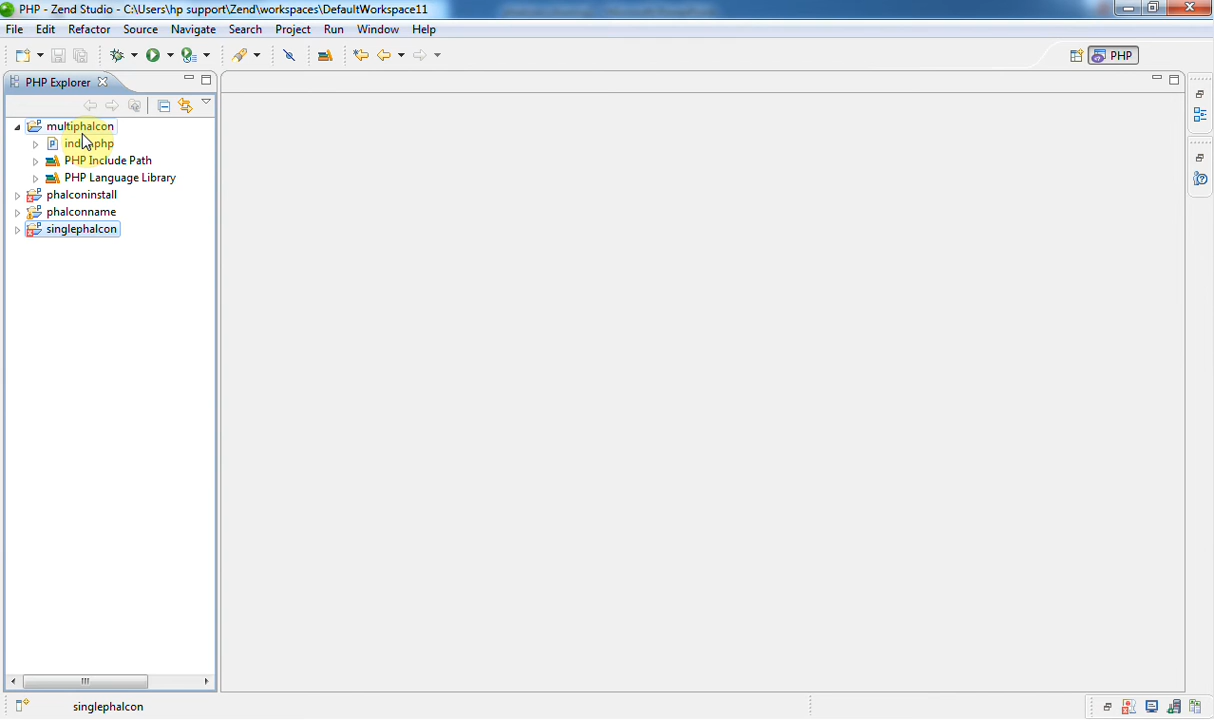 PHP - Zend Studio - C:\Users\hp support\Zend\workspaces\DefaultWorkspace11
File Edit Refactor Source Navigate Search Project Run Window Help
PHP
PHP Explorer
multiphalcon
PHP Include Path
PHP Language Library
phalconinstall
phalconname
singlephalcon
singlephalcon